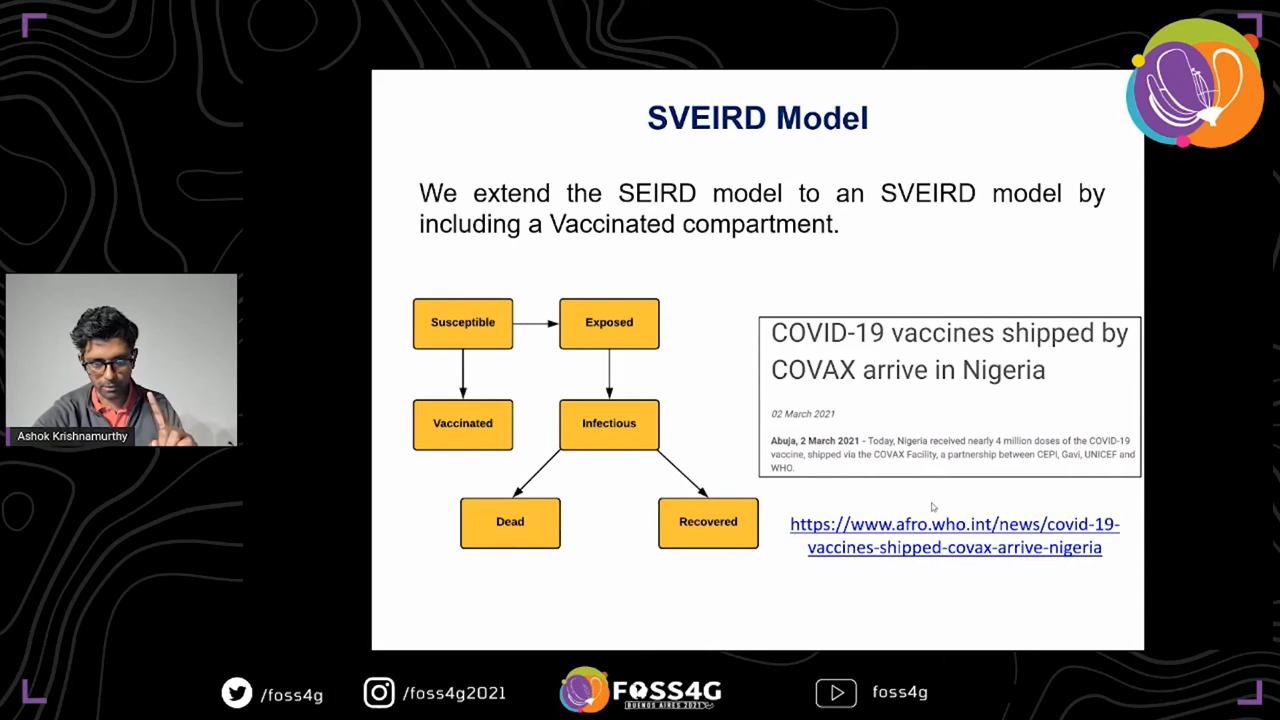 SVEIRD Model
We extend the SEIRD model to an SVEIRD model by
including a Vaccinated compartment.
Susceptible
Exposed
Vaccinated
Infectious
Dead
Recovered
COVID-19 vaccines shipped by
COVAX arrive in Nigeria
02 March 2021
Abuja, 2 March 2021 - Today, Nigeria received nearly 4 million doses of the COVID-19
vaccine, shipped via the COVAX Facility, a partnership between CEPI, Gavi, UNICEF and
WHO.
https://www.afro.who.int/news/covid-19-
vaccines-shipped-covax-arrive-nigeria
Ashok Krishnamurthy
/foss4g
/foss4g2021
FOSS4G
BUENOS AIRES 2021
foss4g